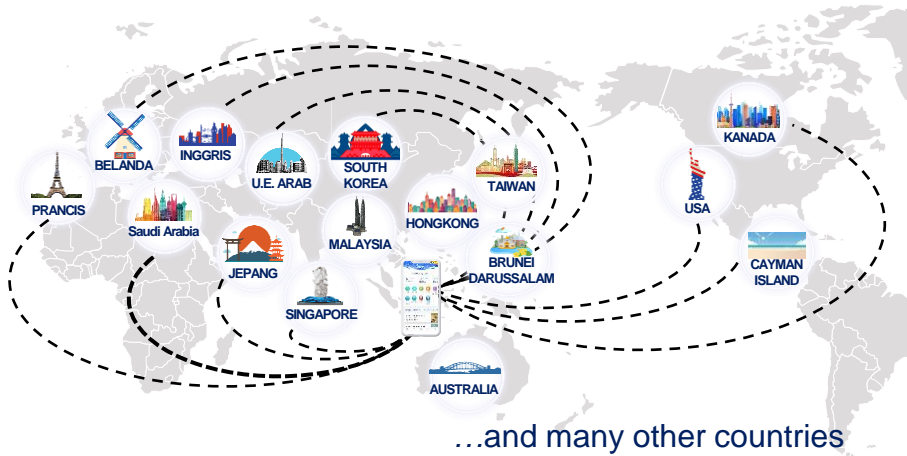 KANADA
BELANDA
INGGRIS
U.E. ARAB
SOUTH
KOREA
TAIWAN
PRANCIS
USA
Saudi Arabia
HONGKONG
MALAYSIA
JEPANG
BRUNEI
DARUSSALAM
CAYMAN
ISLAND
SINGAPORE
AUSTRALIA
...and many other countries